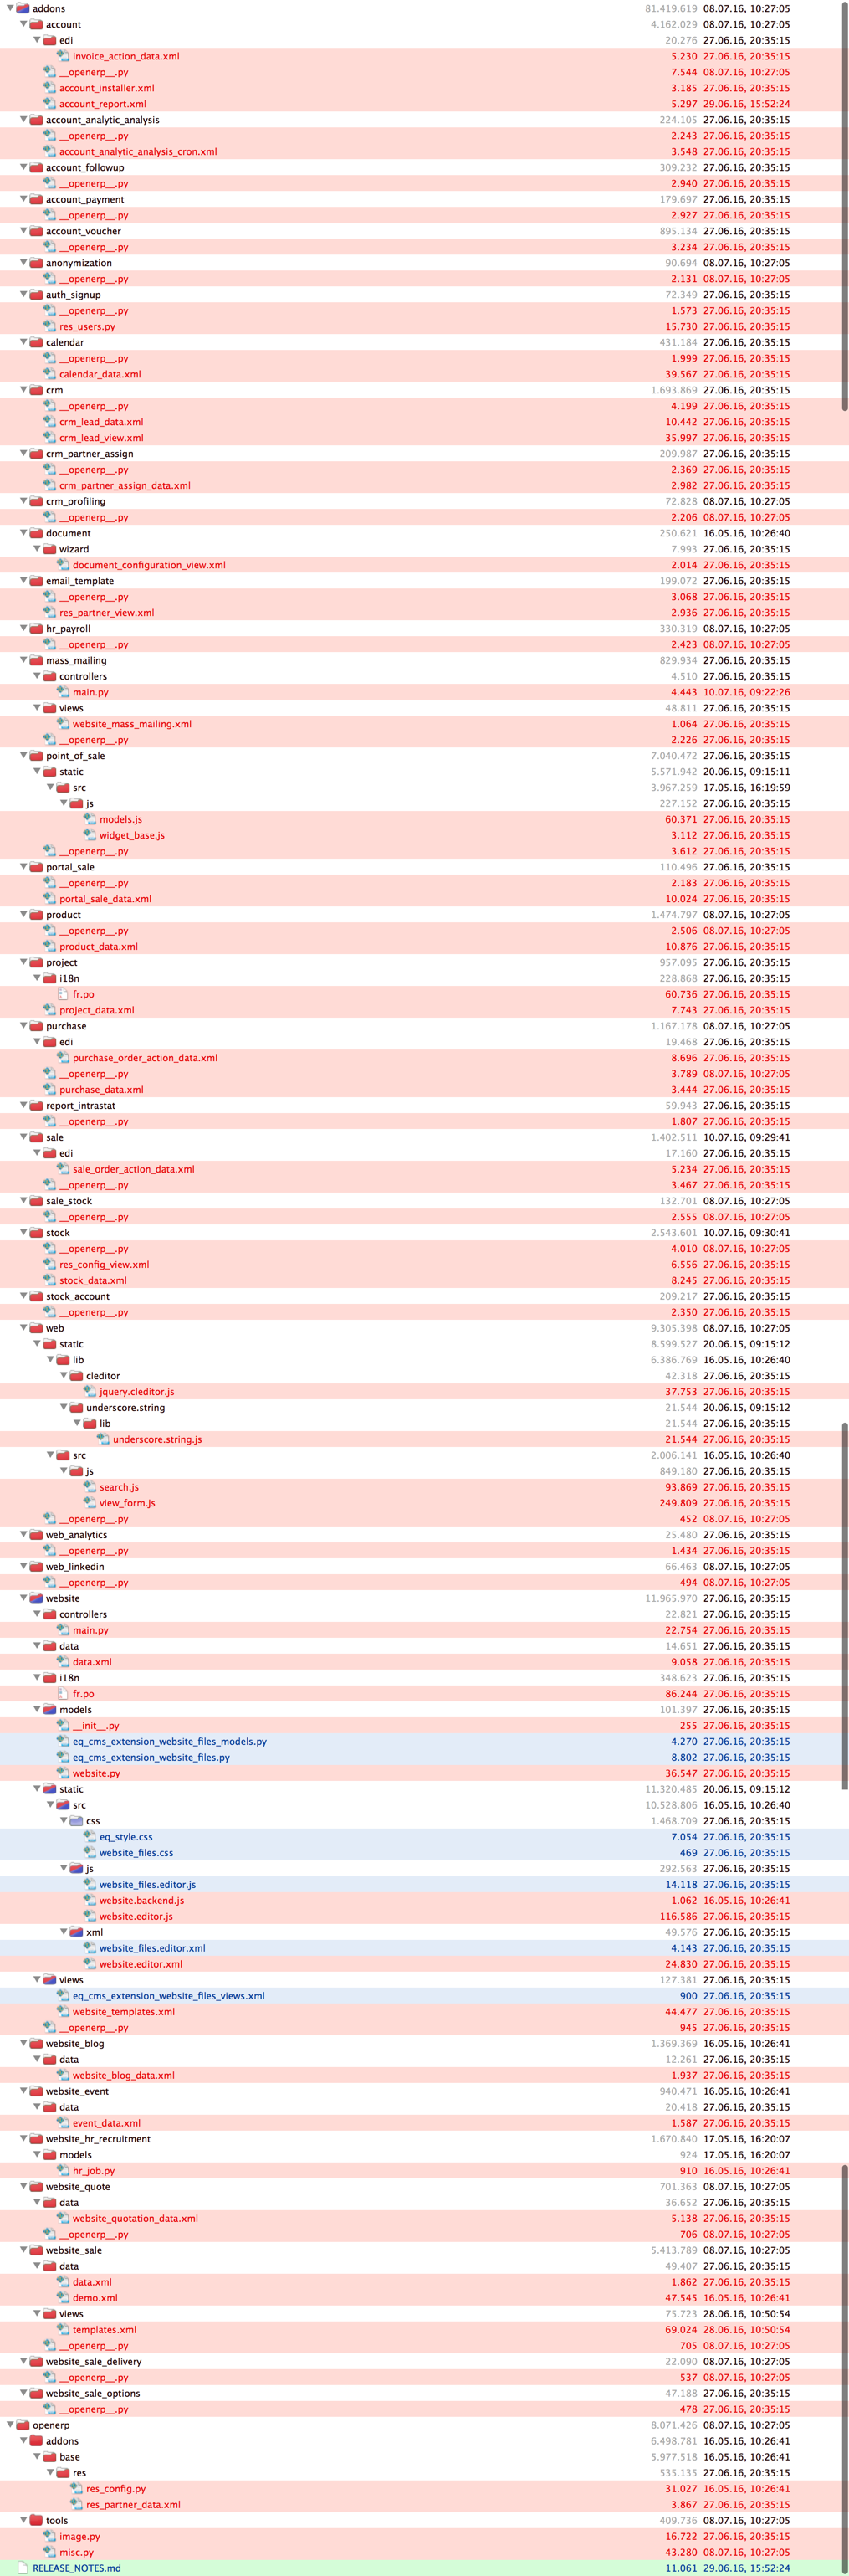 addons 81.419.619 08.07.16, 10:27:05
account 4.162.029 08.07.16, 10:27:05
edi 20.276 27.06.16, 20:35:15
invoice_action_data.xml 5.230 27.06.16, 20:35:15
__openerp__.py 7.544 08.07.16, 10:27:05
account_installer.xml 3.185 27.06.16, 20:35:15
account_report.xml 5.297 29.06.16, 15:52:24
account_analytic_analysis 224.105 27.06.16, 20:35:15
__openerp__.py 2.243 27.06.16, 20:35:15
account_analytic_analysis_cron.xml 3.548 27.06.16, 20:35:15
account_followup 309.232 27.06.16, 20:35:15
__openerp__.py 2.940 27.06.16, 20:35:15
account_payment 179.697 27.06.16, 20:35:15
__openerp__.py 2.927 27.06.16, 20:35:15
account_voucher 895.134 27.06.16, 20:35:15
__openerp__.py 3.234 27.06.16, 20:35:15
anonymization 90.694 08.07.16, 10:27:05
__openerp__.py 2.131 08.07.16, 10:27:05
auth_signup 72.349 27.06.16, 20:35:15
__openerp__.py 1.573 27.06.16, 20:35:15
res_users.py 15.730 27.06.16, 20:35:15
calendar 431.184 27.06.16, 20:35:15
__openerp__.py 1.999 27.06.16, 20:35:15
calendar_data.xml 39.567 27.06.16, 20:35:15
crm 1.693.869 27.06.16, 20:35:15
__openerp__.py 4.199 27.06.16, 20:35:15
crm_lead_data.xml 10.442 27.06.16, 20:35:15
crm_lead_view.xml 35.997 27.06.16, 20:35:15
crm_partner_assign 209.987 27.06.16, 20:35:15
__openerp__.py 2.369 27.06.16, 20:35:15
crm_partner_assign_data.xml 2.982 27.06.16, 20:35:15
crm_profiling 72.828 08.07.16, 10:27:05
__openerp__.py 2.206 08.07.16, 10:27:05
document 250.621 16.05.16, 10:26:40
wizard 7.993 27.06.16, 20:35:15
document_configuration_view.xml 2.014 27.06.16, 20:35:15
email_template 199.072 27.06.16, 20:35:15
__openerp__.py 3.068 27.06.16, 20:35:15
res_partner_view.xml 2.936 27.06.16, 20:35:15
hr_payroll 330.319 08.07.16, 10:27:05
__openerp__.py 2.423 08.07.16, 10:27:05
mass_mailing 829.934 27.06.16, 20:35:15
controllers 4.510 27.06.16, 20:35:15
main.py 4.443 10.07.16, 09:22:26
views 48.811 27.06.16, 20:35:15
website_mass_mailing.xml 1.064 27.06.16, 20:35:15
__openerp__.py 2.226 27.06.16, 20:35:15
point_of_sale 7.040.472 27.06.16, 20:35:15
static 5.571.942 20.06.15, 09:15:11
src 3.967.259 17.05.16, 16:19:59
js 227.152 27.06.16, 20:35:15
models.js 60.371 27.06.16, 20:35:15
widget_base.js 3.112 27.06.16, 20:35:15
__openerp__.py 3.612 27.06.16, 20:35:15
portal_sale 110.496 27.06.16, 20:35:15
__openerp__.py 2.183 27.06.16, 20:35:15
portal_sale_data.xml 10.024 27.06.16, 20:35:15
product 1.474.797 08.07.16, 10:27:05
__openerp__.py 2.506 08.07.16, 10:27:05
product_data.xml 10.876 27.06.16, 20:35:15
project 957.095 27.06.16, 20:35:15
i18n 228.868 27.06.16, 20:35:15
fr.po 60.736 27.06.16, 20:35:15
project_data.xml 7.743 27.06.16, 20:35:15
purchase 1.167.178 08.07.16, 10:27:05
edi 19.468 27.06.16, 20:35:15
purchase_order_action_data.xml 8.696 27.06.16, 20:35:15
__openerp__.py 3.789 08.07.16, 10:27:05
purchase_data.xml 3.444 27.06.16, 20:35:15
report_intrastat 59.943 27.06.16, 20:35:15
__openerp__.py 1.807 27.06.16, 20:35:15
sale 1.402.511 10.07.16, 09:29:41
edi 17.160 27.06.16, 20:35:15
sale_order_action_data.xml 5.234 27.06.16, 20:35:15
__openerp__.py 3.467 27.06.16, 20:35:15
sale_stock 132.701 08.07.16, 10:27:05
__openerp__.py 2.555 08.07.16, 10:27:05
stock 2.543.601 10.07.16, 09:30:41
__openerp__.py 4.010 08.07.16, 10:27:05
res_config_view.xml 6.556 27.06.16, 20:35:15
stock_data.xml 8.245 27.06.16, 20:35:15
stock_account 209.217 27.06.16, 20:35:15
__openerp__.py 2.350 27.06.16, 20:35:15
web 9.305.398 08.07.16, 10:27:05
static 8.599.527 20.06.15, 09:15:12
lib 6.386.769 16.05.16, 10:26:40
cleditor 42.318 27.06.16, 20:35:15
jquery.cleditor.js 37.753 27.06.16, 20:35:15
underscore.string 21.544 20.06.15, 09:15:12
lib 21.544 27.06.16, 20:35:15
underscore.string.js 21.544 27.06.16, 20:35:15
src 2.006.141 16.05.16, 10:26:40
js 849.180 27.06.16, 20:35:15
search.js 93.869 27.06.16, 20:35:15
view_form.js 249.809 27.06.16, 20:35:15
__openerp__.py 452 08.07.16, 10:27:05
web_analytics 25.480 27.06.16, 20:35:15
__openerp__.py 1.434 27.06.16, 20:35:15
web_linkedin 66.463 08.07.16, 10:27:05
__openerp__.py 494 08.07.16, 10:27:05
website 11.965.970 27.06.16, 20:35:15
controllers 22.821 27.06.16, 20:35:15
main.py 22.754 27.06.16, 20:35:15
data 14.651 27.06.16, 20:35:15
data.xml 9.058 27.06.16, 20:35:15
i18n 348.623 27.06.16, 20:35:15
fr.po 86.244 27.06.16, 20:35:15
models 101.397 27.06.16, 20:35:15
__init__.py 255 27.06.16, 20:35:15
eq_cms_extension_website_files_models.py 4.270 27.06.16, 20:35:15
eq_cms_extension_website_files.py 8.802 27.06.16, 20:35:15
website.py 36.547 27.06.16, 20:35:15
static 11.320.485 20.06.15, 09:15:12
src 10.528.806 16.05.16, 10:26:40
css 1.468.709 27.06.16, 20:35:15
eq_style.css 7.054 27.06.16, 20:35:15
website_files.css 469 27.06.16, 20:35:15
js 292.563 27.06.16, 20:35:15
website_files.editor.js 14.118 27.06.16, 20:35:15
website.backend.js 1.062 16.05.16, 10:26:41
website.editor.js 116.586 27.06.16, 20:35:15
xml 49.576 27.06.16, 20:35:15
website_files.editor.xml 4.143 27.06.16, 20:35:15
website.editor.xml 24.830 27.06.16, 20:35:15
views 127.381 27.06.16, 20:35:15
eq_cms_extension_website_files_views.xml 900 27.06.16, 20:35:15
website_templates.xml 44.477 27.06.16, 20:35:15
__openerp__.py 945 27.06.16, 20:35:15
website_blog 1.369.369 16.05.16, 10:26:41
data 12.261 27.06.16, 20:35:15
website_blog_data.xml 1.937 27.06.16, 20:35:15
website_event 940.471 16.05.16, 10:26:41
data 20.418 27.06.16, 20:35:15
event_data.xml 1.587 27.06.16, 20:35:15
website_hr_recruitment 1.670.840 17.05.16, 16:20:07
models 924 17.05.16, 16:20:07
hr_job.py 910 16.05.16, 10:26:41
website_quote 701.363 08.07.16, 10:27:05
data 36.652 27.06.16, 20:35:15
website_quotation_data.xml 5.138 27.06.16, 20:35:15
__openerp__.py 706 08.07.16, 10:27:05
website_sale 5.413.789 08.07.16, 10:27:05
data 49.407 27.06.16, 20:35:15
data.xml 1.862 27.06.16, 20:35:15
demo.xml 47.545 16.05.16, 10:26:41
views 75.723 28.06.16, 10:50:54
templates.xml 69.024 28.06.16, 10:50:54
__openerp__.py 705 08.07.16, 10:27:05
website_sale_delivery 22.090 08.07.16, 10:27:05
__openerp__.py 537 08.07.16, 10:27:05
website_sale_options 47.188 27.06.16, 20:35:15
__openerp__.py 478 27.06.16, 20:35:15
openerp 8.071.426 08.07.16, 10:27:05
addons 6.498.781 16.05.16, 10:26:41
base 5.977.518 16.05.16, 10:26:41
res 535.135 27.06.16, 20:35:15
res_config.py 31.027 16.05.16, 10:26:41
res_partner_data.xml 3.867 27.06.16, 20:35:15
tools 409.736 08.07.16, 10:27:05
image.py 16.722 27.06.16, 20:35:15
misc.py 43.280 08.07.16, 10:27:05
RELEASE_NOTES.md 11.061 29.06.16, 15:52:24